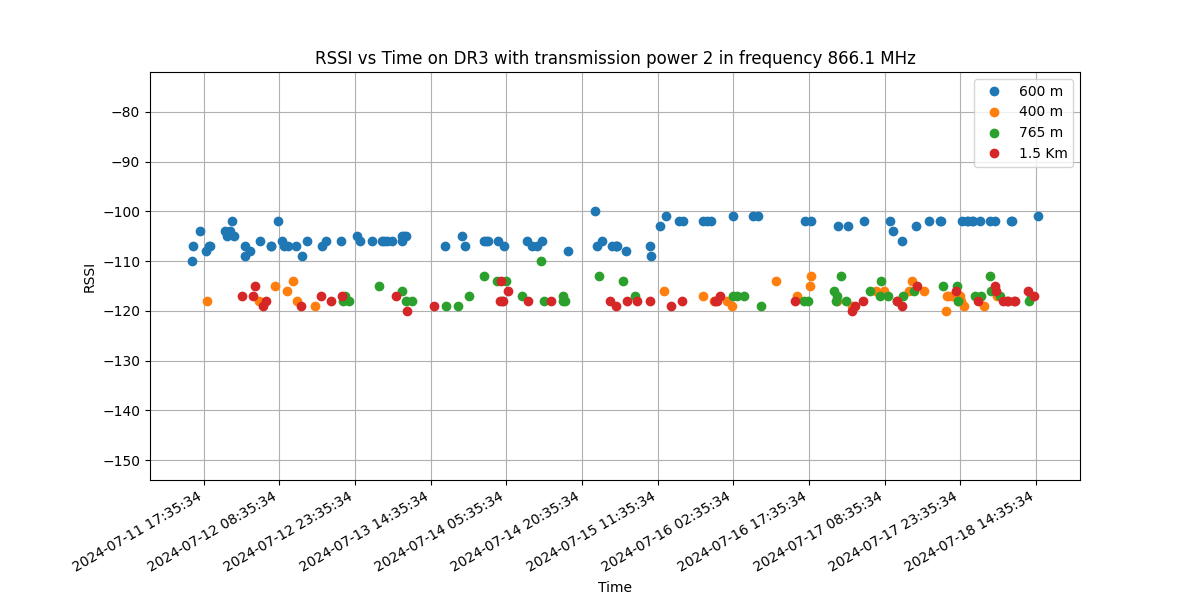 RSSI vs Time on DR3 with transmission power 2 in frequency 866.1 MHz
600 m
400 m
765 m
1.5 Km
RSSI
−80
−90
−100
−110
−120
−130
−140
−150
2024-07-11 17:35:34
2024-07-12 08:35:34
2024-07-12 23:35:34
2024-07-13 14:35:34
2024-07-14 05:35:34
2024-07-14 20:35:34
2024-07-15 11:35:34
2024-07-16 02:35:34
2024-07-16 17:35:34
2024-07-17 08:35:34
2024-07-17 23:35:34
2024-07-18 14:35:34
Time